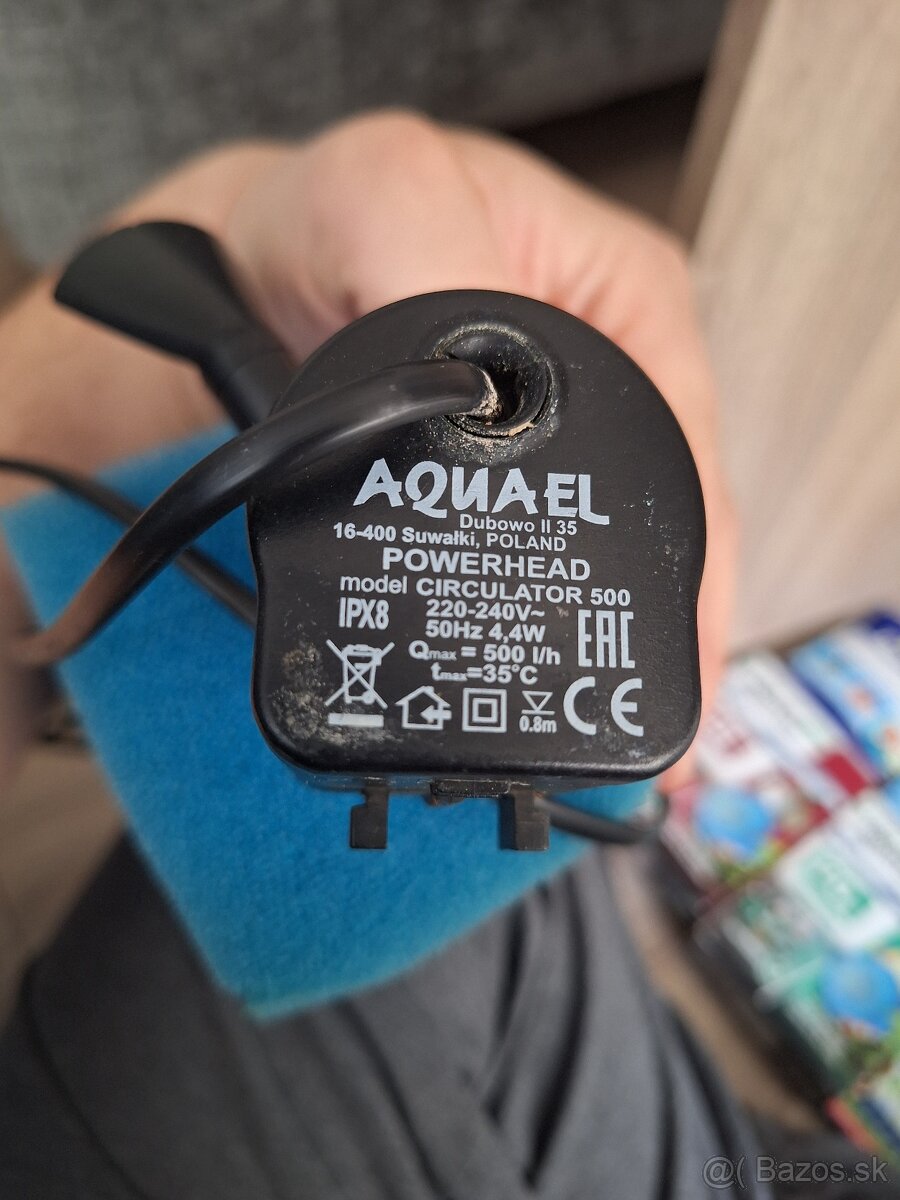 AQUAEL
Dubowo II 35
16-400 Suwałki, POLAND
POWERHEAD
model CIRCULATOR 500
IPX8 220-240V~
50Hz 4,4W EAC
Qmax = 500 l/h
tmax=35°C
0.8m CE
@( Bazos.sk